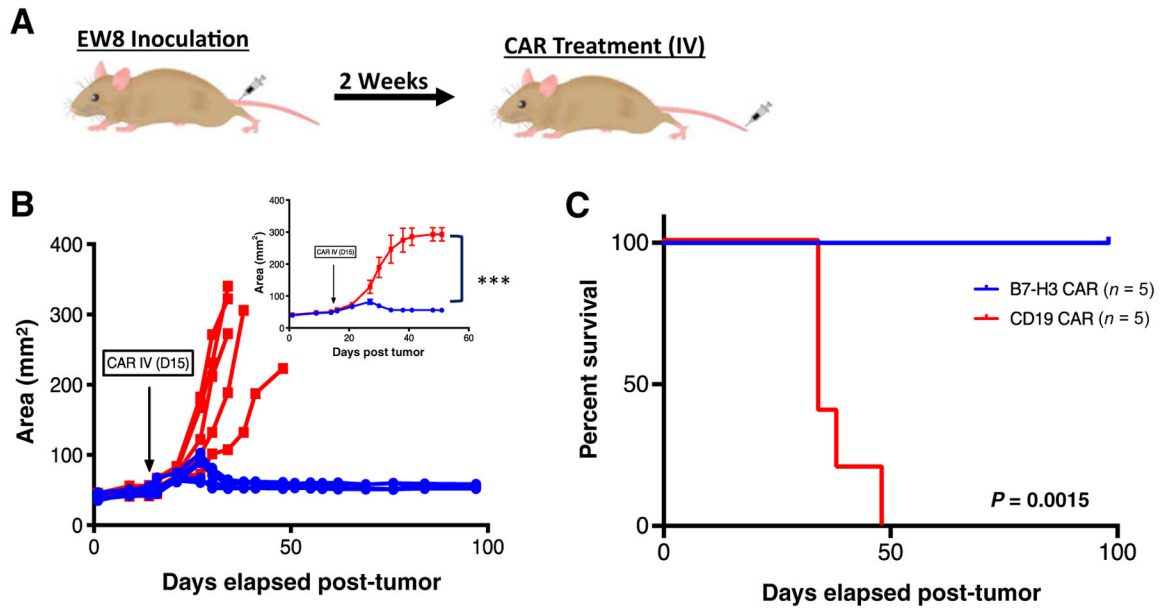 A
EW8 Inoculation
2 Weeks
CAR Treatment (IV)
B
400
300
200
100
0
Area (mm²)
0
50
100
Days elapsed post-tumor
CAR IV (D15)
400
300
200
100
0
Area (mm²)
0
20
40
60
Days post tumor
CAR IV (D15)
***
C
100
50
0
Percent survival
0
50
100
Days elapsed post-tumor
B7-H3 CAR (n = 5)
CD19 CAR (n = 5)
P = 0.0015